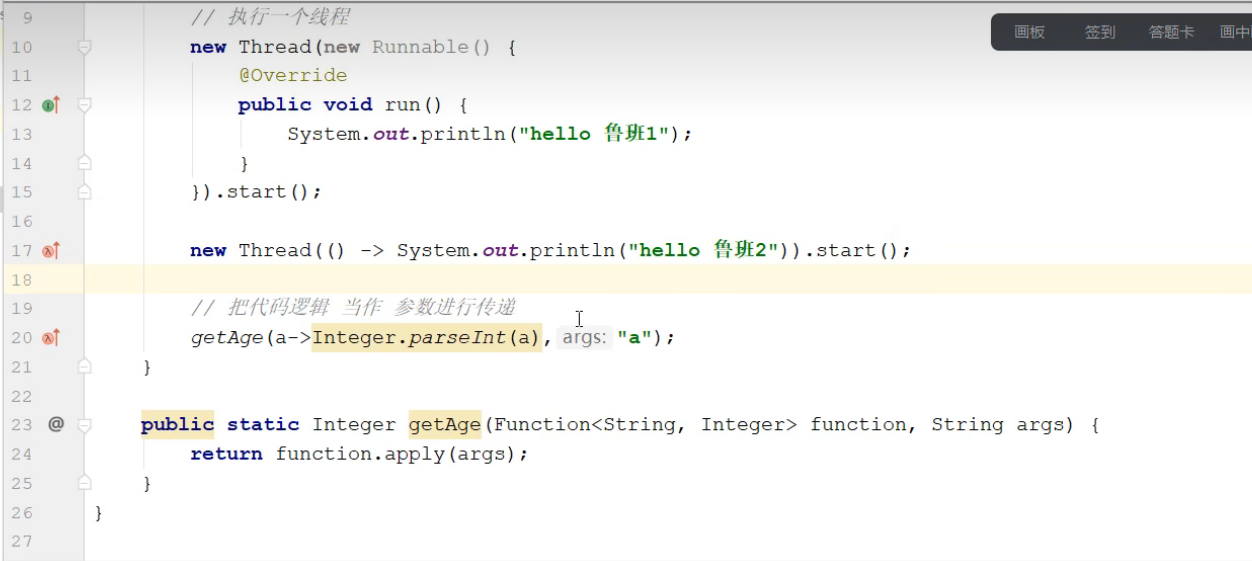 9 // 执行一个线程
画板 签到 答题卡 画中
10 new Thread(new Runnable() {
11 @Override
12 public void run() {
13 System.out.println("hello 鲁班1");
14 }
15 }).start();
16
17 new Thread(() -> System.out.println("hello 鲁班2")).start();
18
19 // 把代码逻辑 当作 参数进行传递
20 getAge(a->Integer.parseInt(a), args: "a");
21 }
22
23 @ public static Integer getAge(Function<String, Integer> function, String args) {
24 return function.apply(args);
25 }
26 }
27